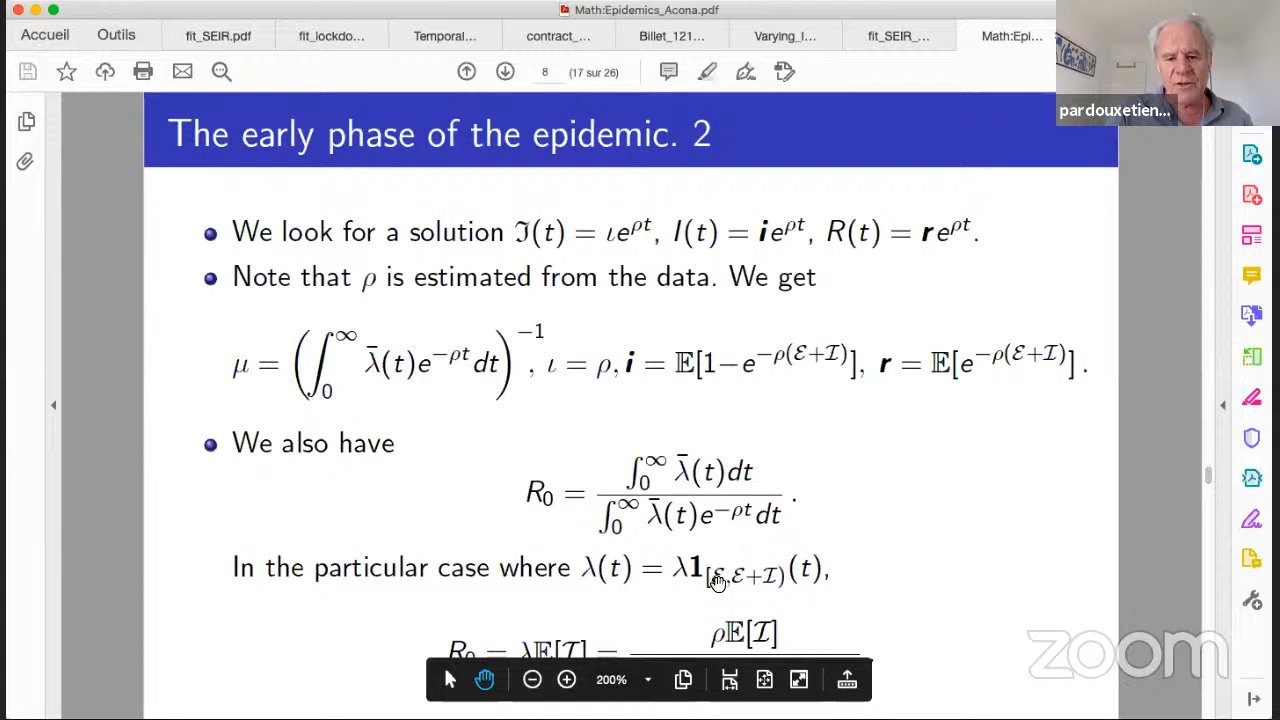 Math:Epidemics_Acona.pdf
Accueil Outils fit_SEIR.pdf fit_lockdo... Temporal... contract_... Billet_121... Varying_I... fit_SEIR_... Math:Epi...
8 (17 sur 26)
pardouxetien...
The early phase of the epidemic. 2
We look for a solution ℑ(t) = ιe^{ρt}, I(t) = ie^{ρt}, R(t) = re^{ρt}.
Note that ρ is estimated from the data. We get
μ = (∫_0^∞ λ̄(t)e^{−ρt}dt)^{−1}, ι = ρ, i = 𝔼[1−e^{−ρ(ℰ+ℐ)}], r = 𝔼[e^{−ρ(ℰ+ℐ)}].
We also have
R_0 = ∫_0^∞ λ̄(t)dt / ∫_0^∞ λ̄(t)e^{−ρt}dt .
In the particular case where λ(t) = λ1_{[ℰ,ℰ+ℐ)}(t),
R_0 = λ𝔼[ℐ] = ρ𝔼[ℐ]
200%
zoom